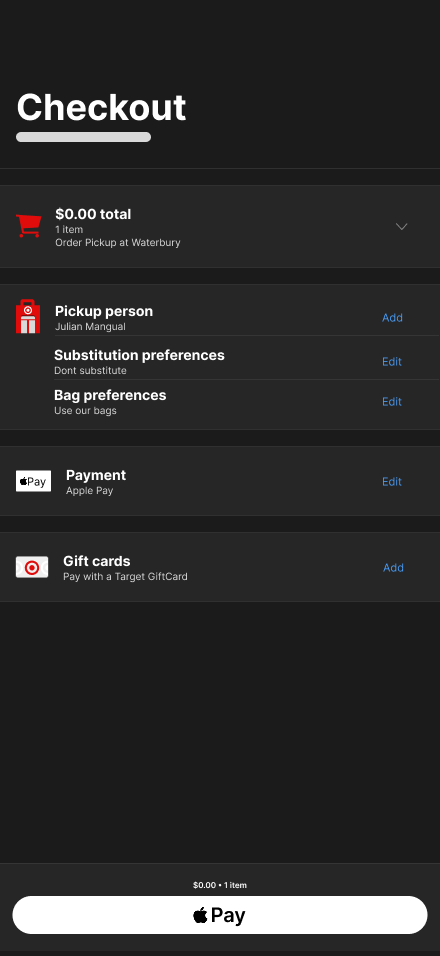 Checkout
$0.00 total
1 item
Order Pickup at Waterbury
Pickup person
Julian Mangual
Add
Substitution preferences
Dont substitute
Edit
Bag preferences
Use our bags
Edit
Pay
Payment
Apple Pay
Edit
Gift cards
Pay with a Target GiftCard
Add
$0.00 • 1 item
Pay